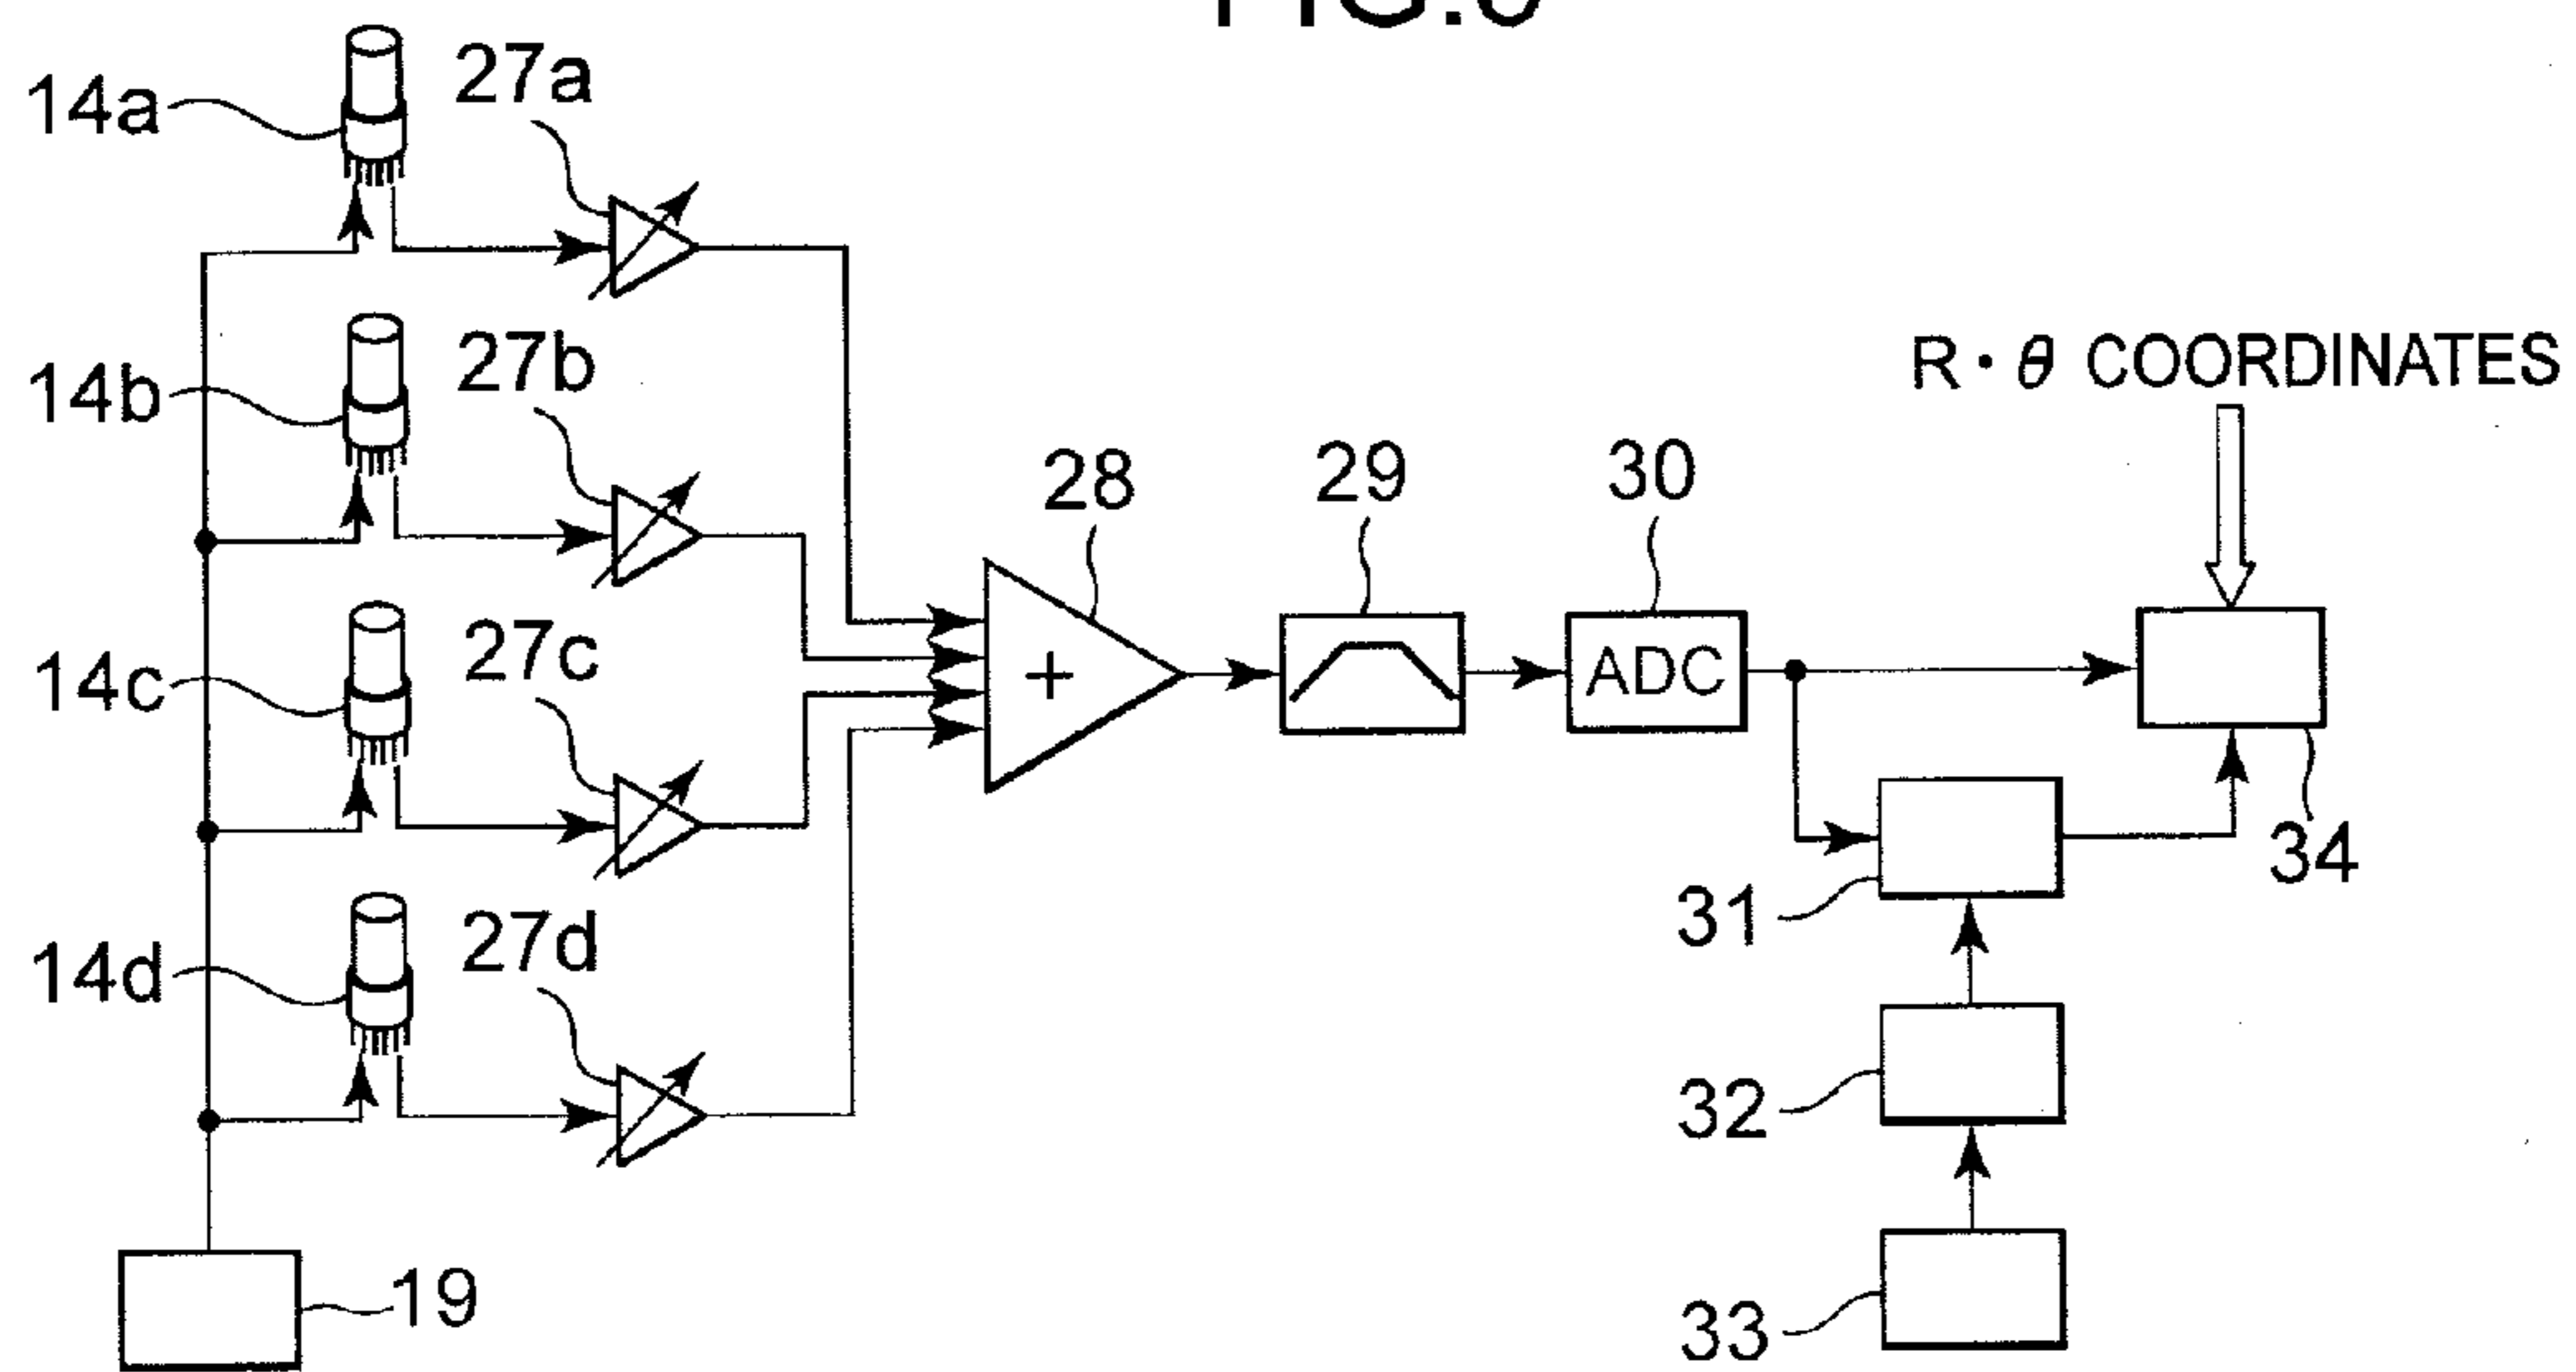 14a
27a
14b
27b
R・θ COORDINATES
28
29
30
14c
27c
+
ADC
34
31
14d
27d
32
19
33